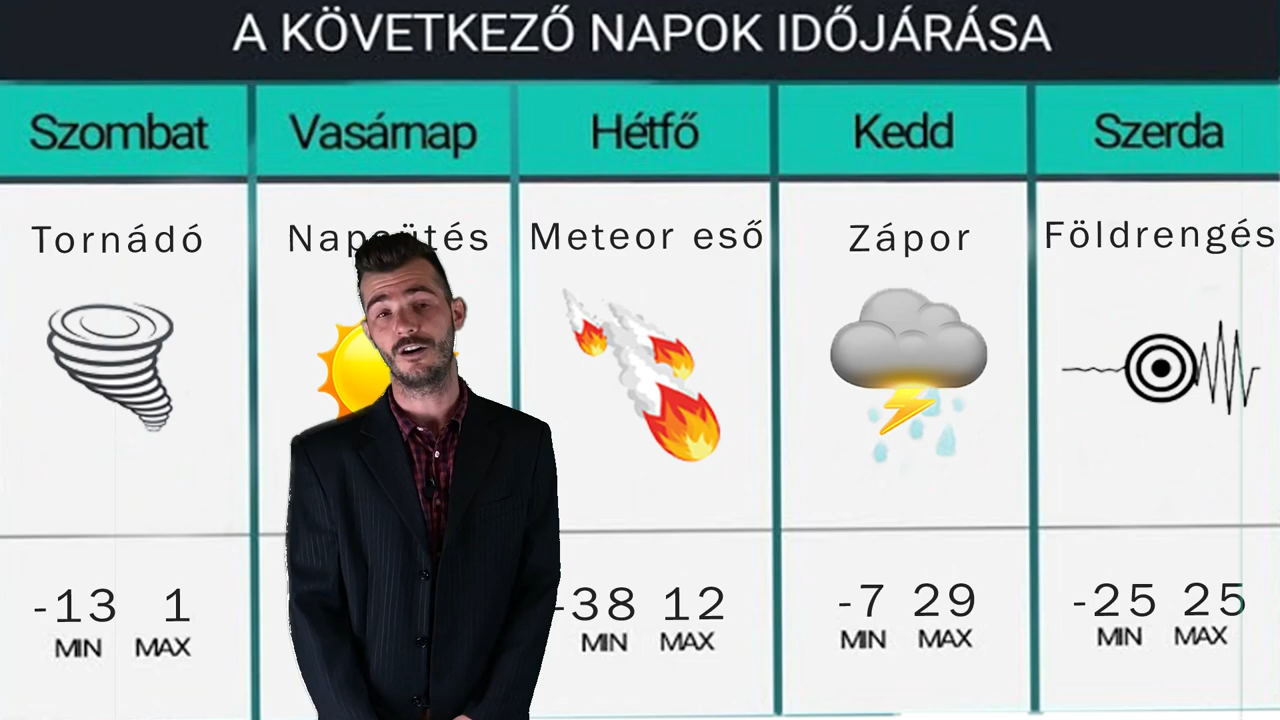 A KÖVETKEZŐ NAPOK IDŐJÁRÁSA
Szombat Vasárnap Hétfő Kedd Szerda
Tornádó Meteor eső Zápor Földrengés
-13 1 -38 12 -7 29 -25 25
MIN MAX MIN MAX MIN MAX MIN MAX